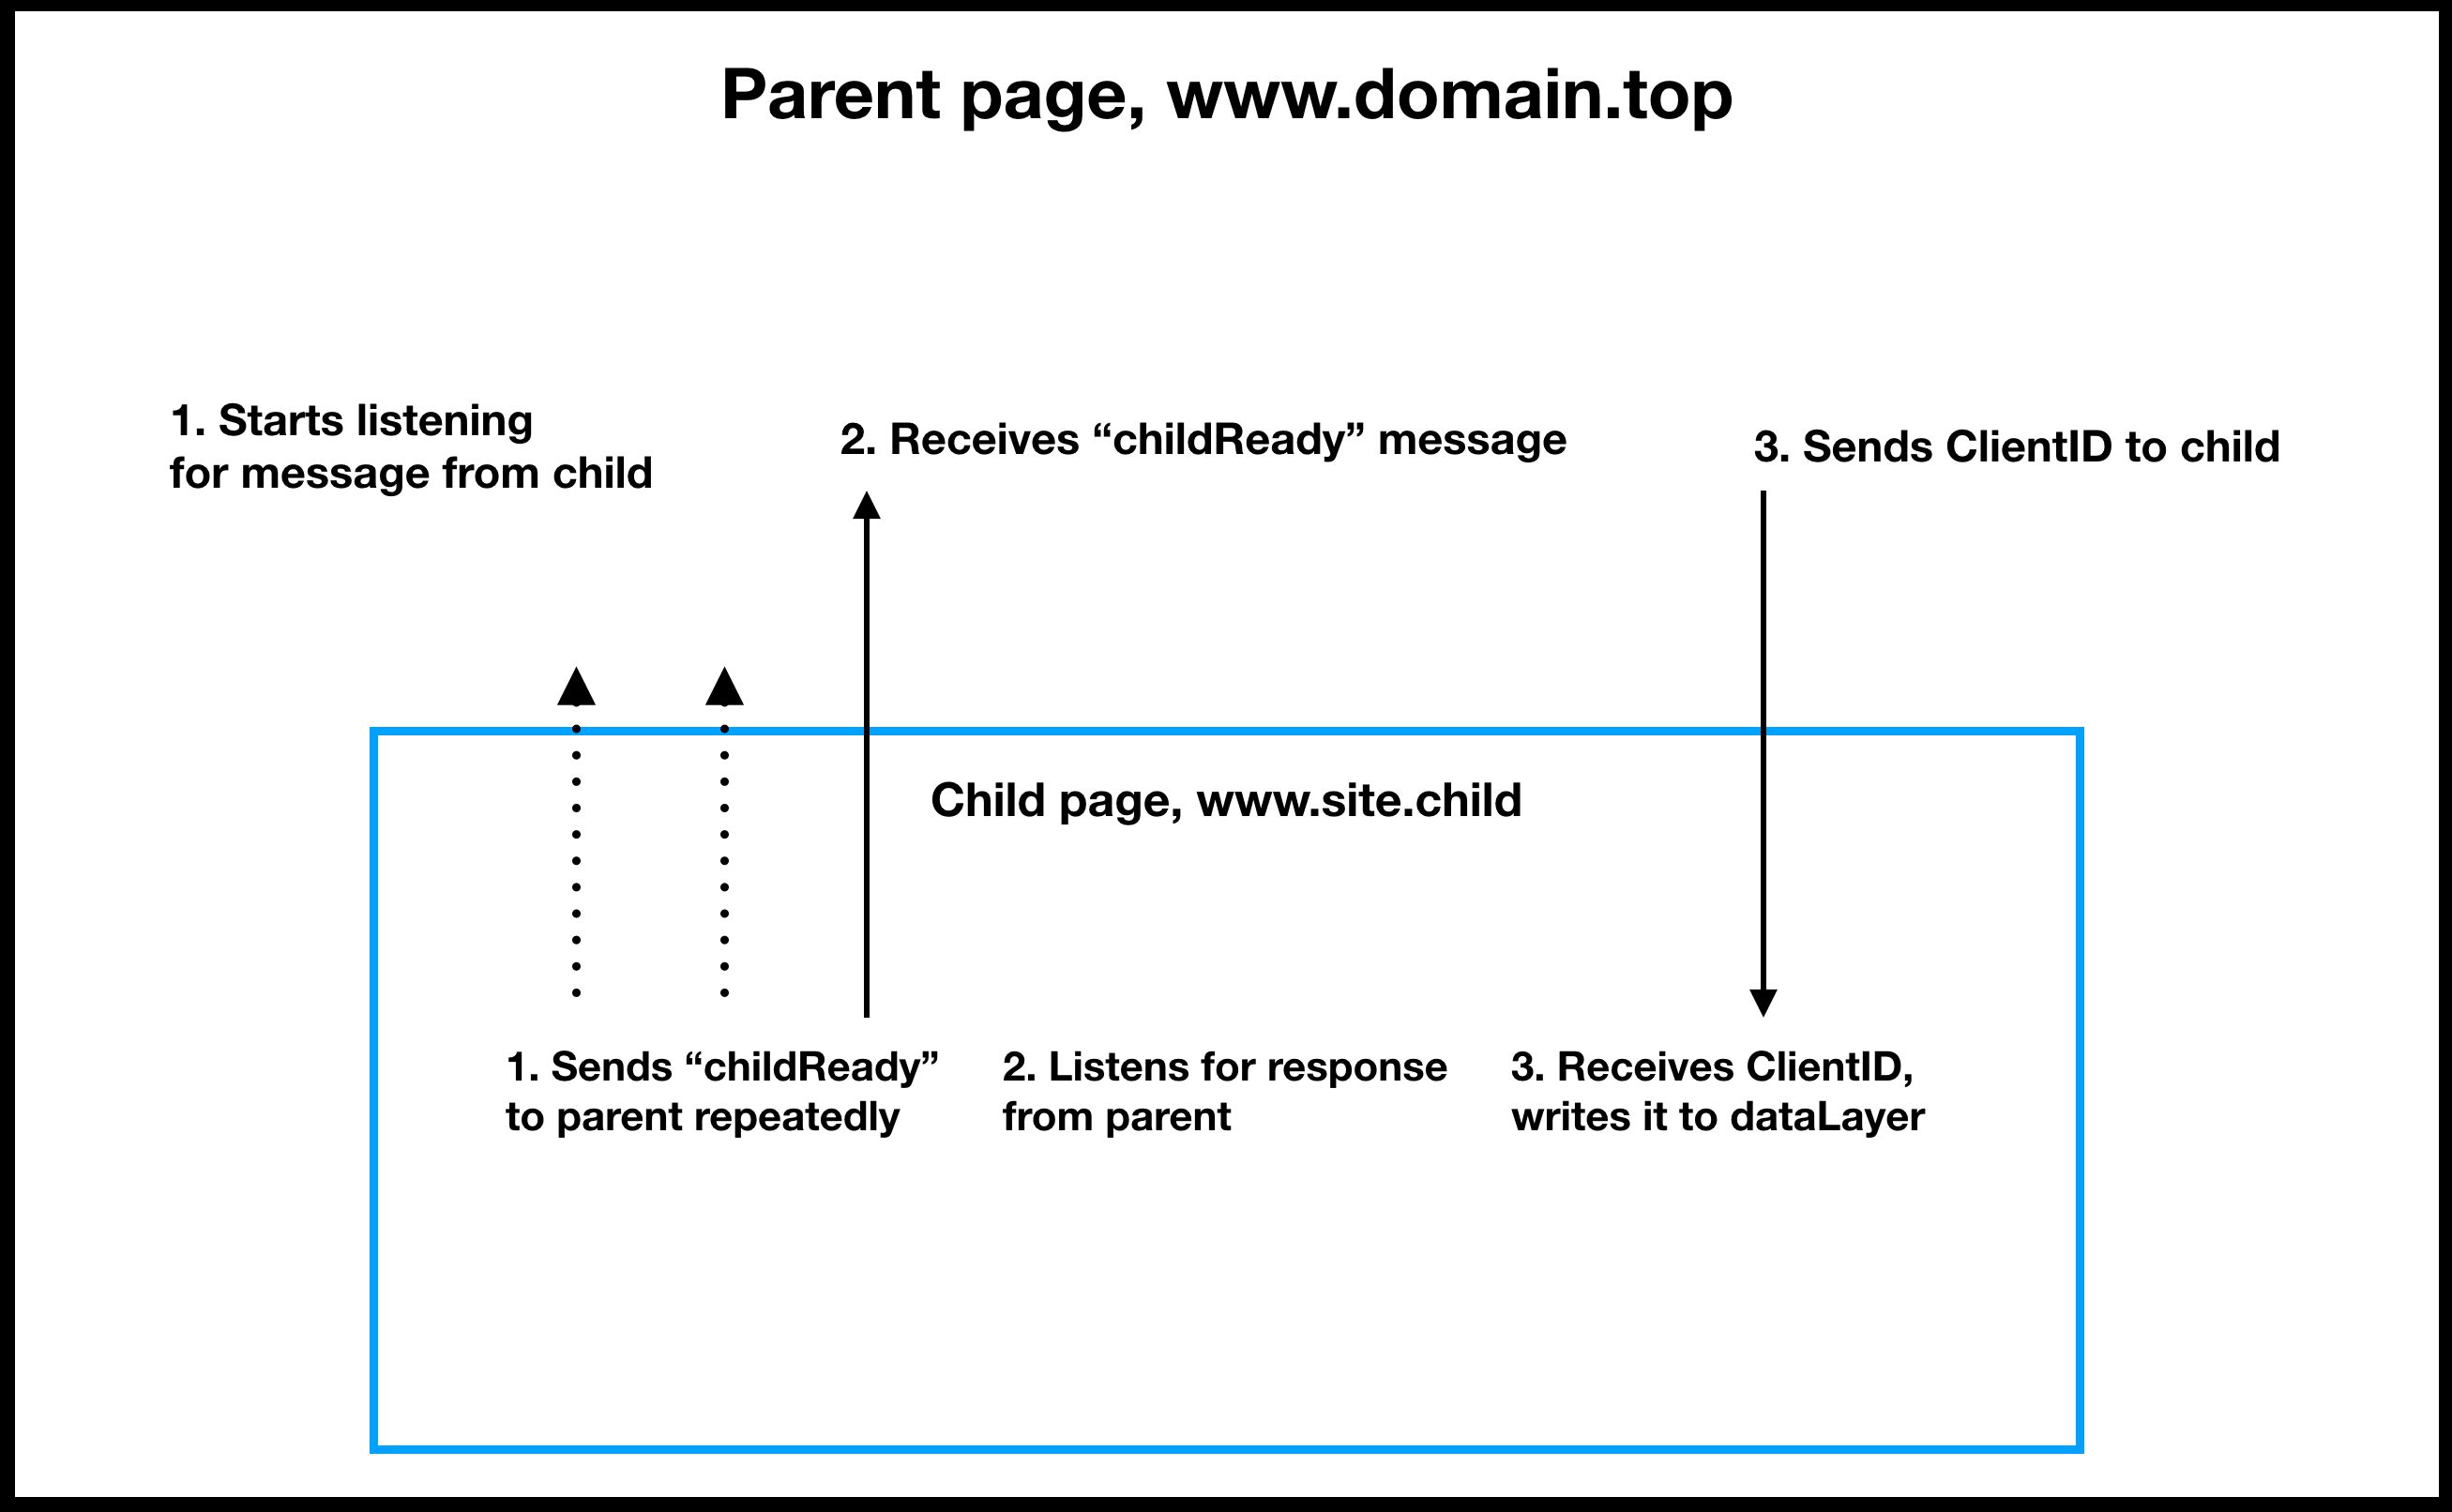 Parent page, www.domain.top
1. Starts listening
for message from child
2. Receives “childReady” message
3. Sends ClientID to child
Child page, www.site.child
1. Sends “childReady”
to parent repeatedly
2. Listens for response
from parent
3. Receives ClientID,
writes it to dataLayer